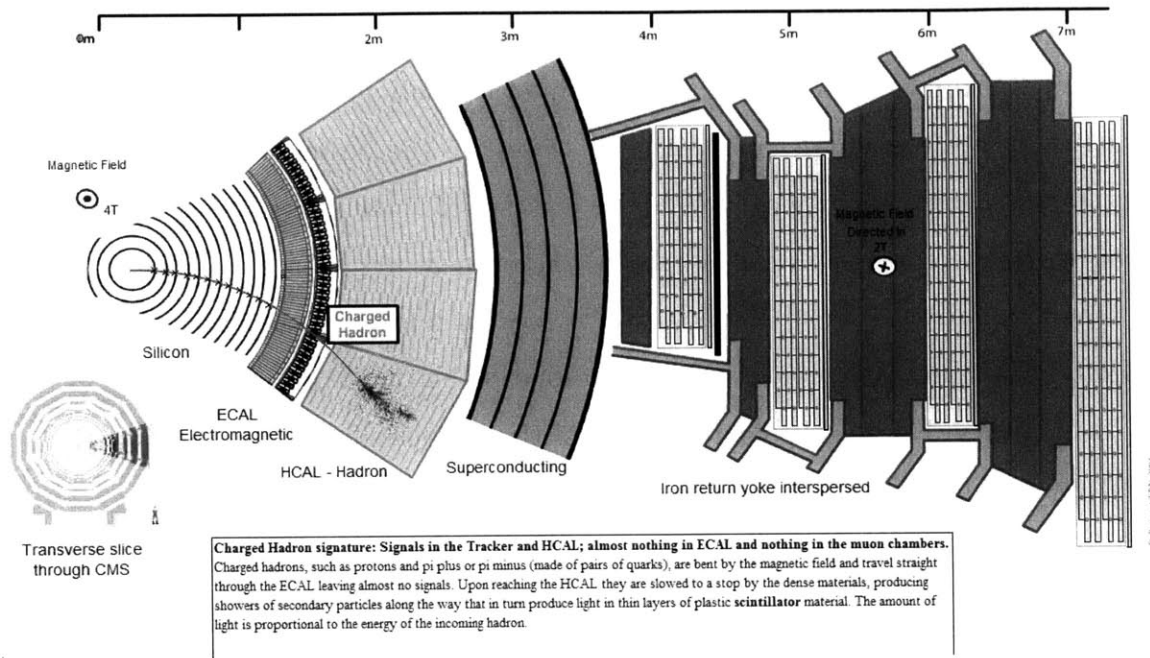 0m 2m 3m 4m 5m 6m 7m
Magnetic Field
4T
Magnetic Field
Directed In
2T
Charged
Hadron
Silicon
ECAL
Electromagnetic
HCAL - Hadron
Superconducting
Iron return yoke interspersed
Transverse slice
through CMS
Charged Hadron signature: Signals in the Tracker and HCAL; almost nothing in ECAL and nothing in the muon chambers.
Charged hadrons, such as protons and pi plus or pi minus (made of pairs of quarks), are bent by the magnetic field and travel straight
through the ECAL leaving almost no signals. Upon reaching the HCAL they are slowed to a stop by the dense materials, producing
showers of secondary particles along the way that in turn produce light in thin layers of plastic scintillator material. The amount of
light is proportional to the energy of the incoming hadron.